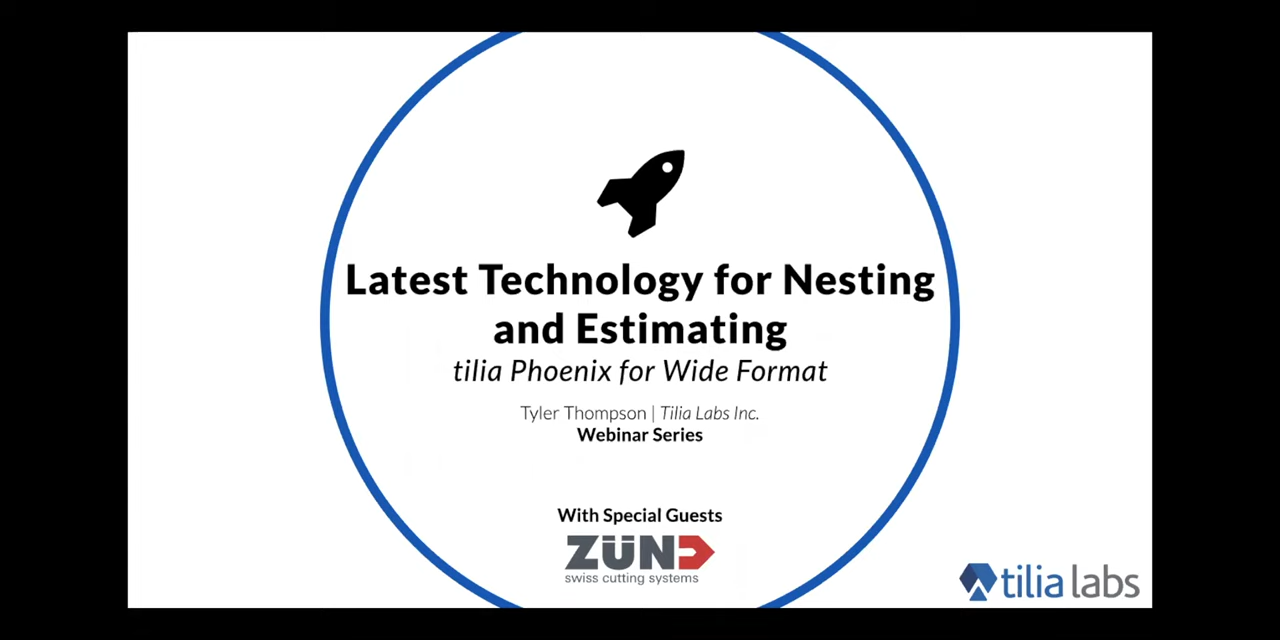 Latest Technology for Nesting
and Estimating
tilia Phoenix for Wide Format
Tyler Thompson | Tilia Labs Inc.
Webinar Series
With Special Guests
ZÜND
swiss cutting systems
tilia labs